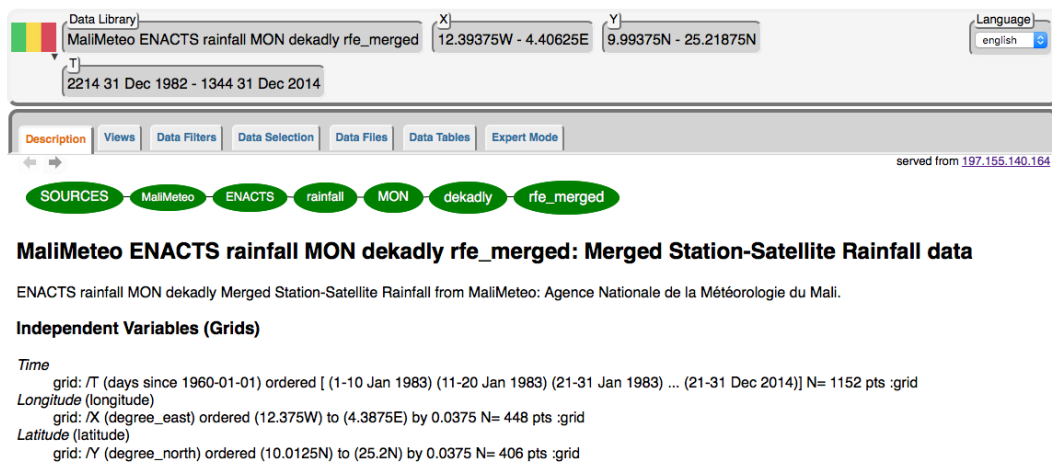 Data Library X Y Language
MaliMeteo ENACTS rainfall MON dekadly rfe_merged 12.39375W - 4.40625E 9.99375N - 25.21875N english
T
2214 31 Dec 1982 - 1344 31 Dec 2014
Description Views Data Filters Data Selection Data Files Data Tables Expert Mode
served from 197.155.140.164
SOURCES MaliMeteo ENACTS rainfall MON dekadly rfe_merged
MaliMeteo ENACTS rainfall MON dekadly rfe_merged: Merged Station-Satellite Rainfall data
ENACTS rainfall MON dekadly Merged Station-Satellite Rainfall from MaliMeteo: Agence Nationale de la Météorologie du Mali.
Independent Variables (Grids)
Time
grid: /T (days since 1960-01-01) ordered [ (1-10 Jan 1983) (11-20 Jan 1983) (21-31 Jan 1983) ... (21-31 Dec 2014)] N= 1152 pts :grid
Longitude (longitude)
grid: /X (degree_east) ordered (12.375W) to (4.3875E) by 0.0375 N= 448 pts :grid
Latitude (latitude)
grid: /Y (degree_north) ordered (10.0125N) to (25.2N) by 0.0375 N= 406 pts :grid